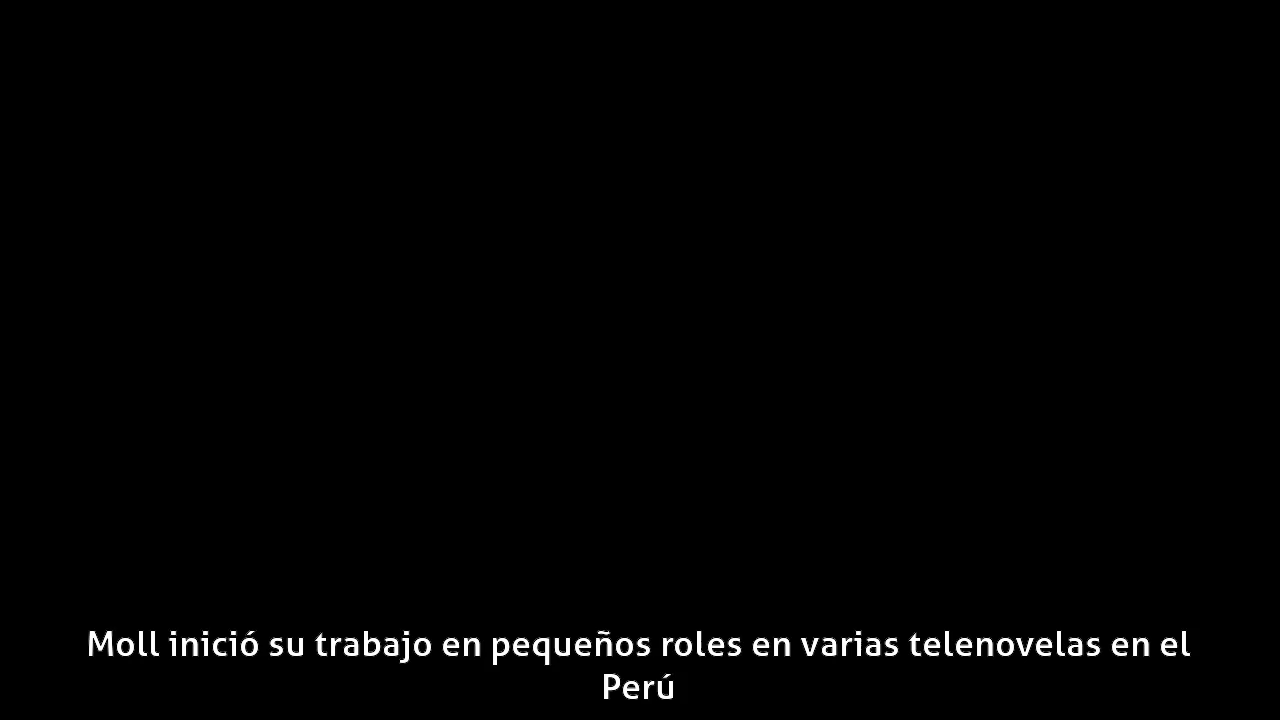 Moll inició su trabajo en pequeños roles en varias telenovelas en el
Perú